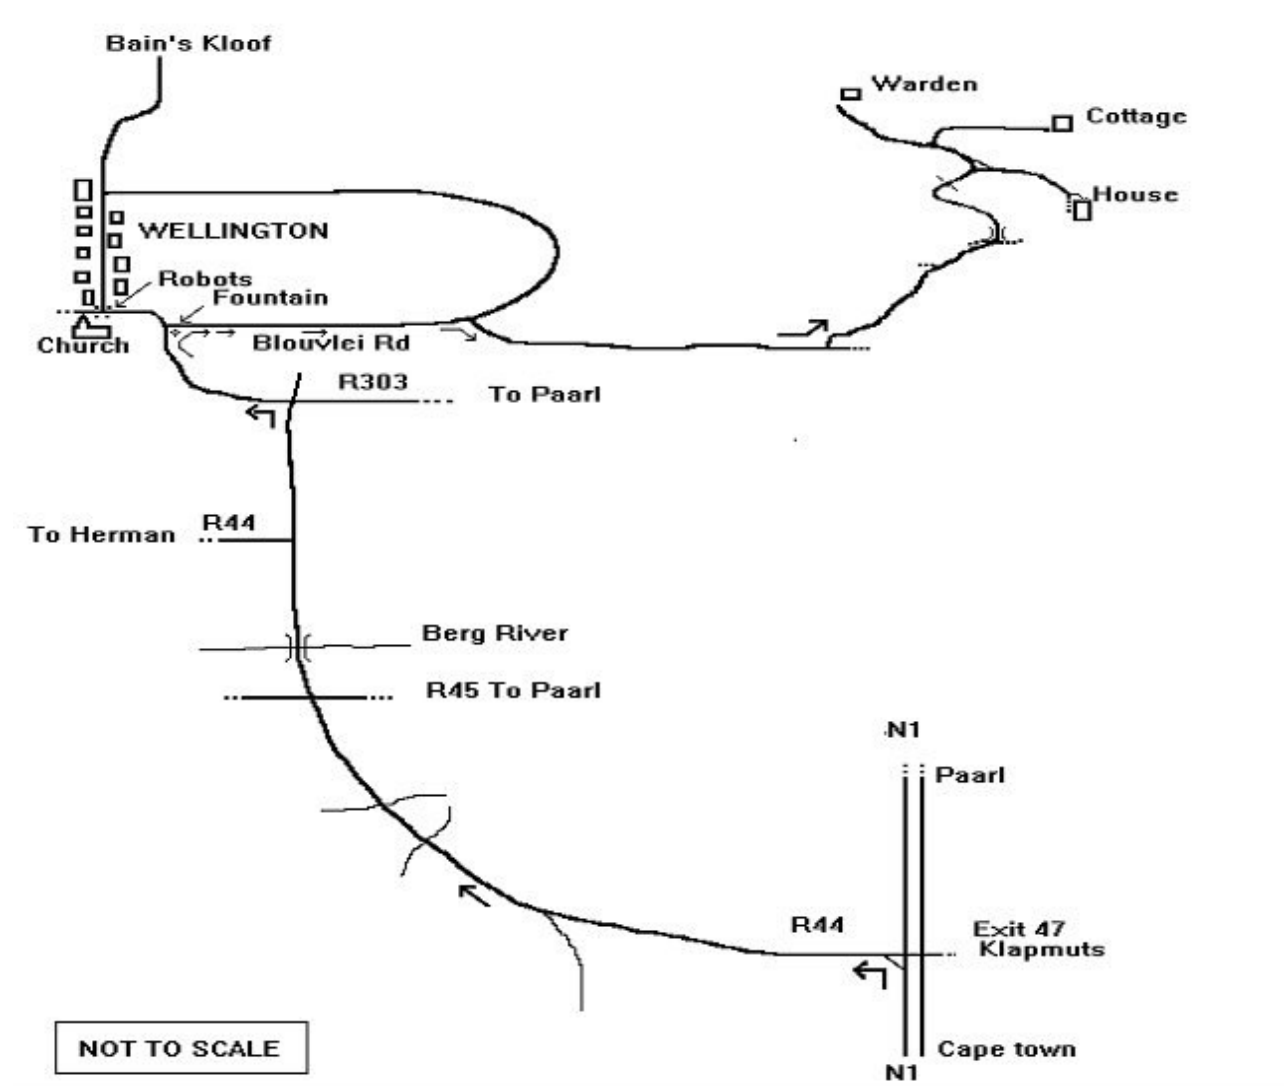 Bain's Kloof
Warden
Cottage
House
WELLINGTON
Robots
Fountain
Church
Blouvlei Rd
R303
To Paarl
R44
To Herman
Berg River
R45 To Paarl
N1
Paarl
R44
Exit 47
Klapmuts
NOT TO SCALE
Cape town
N1